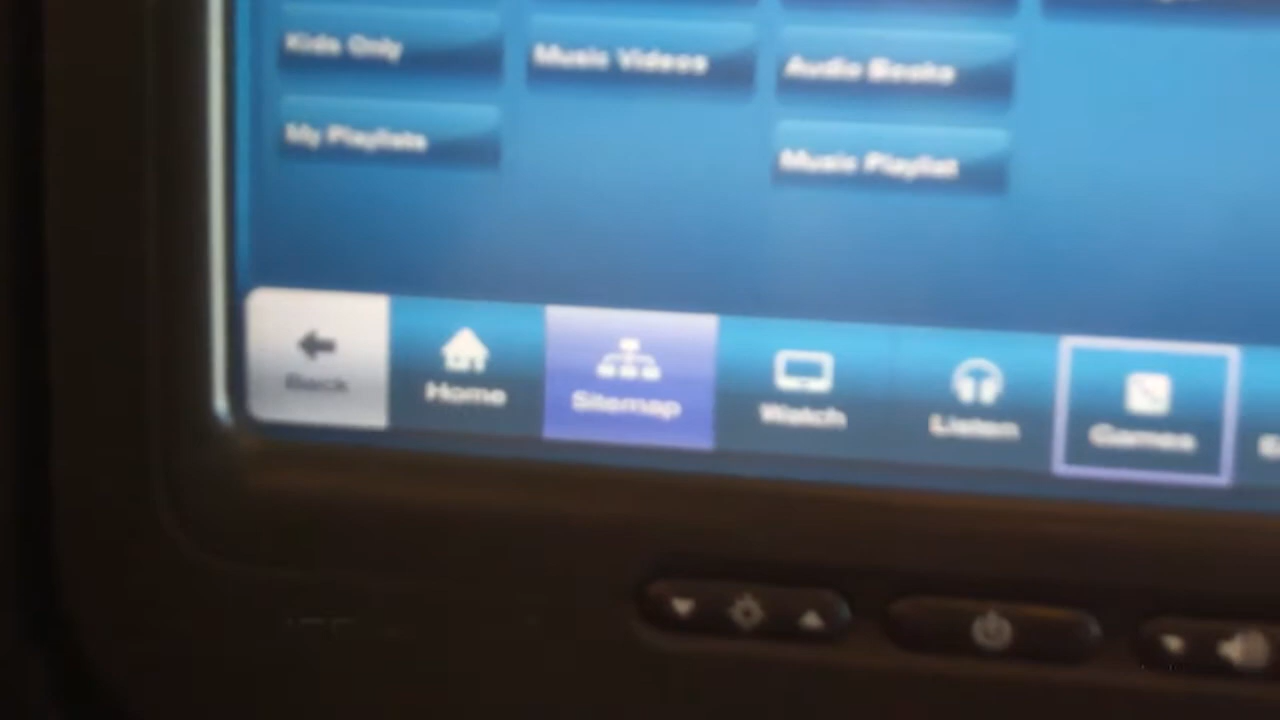 Kids Only
Music Videos
Audio Books
My Playlists
Music Playlist
Back
Home
Sitemap
Watch
Listen
Games